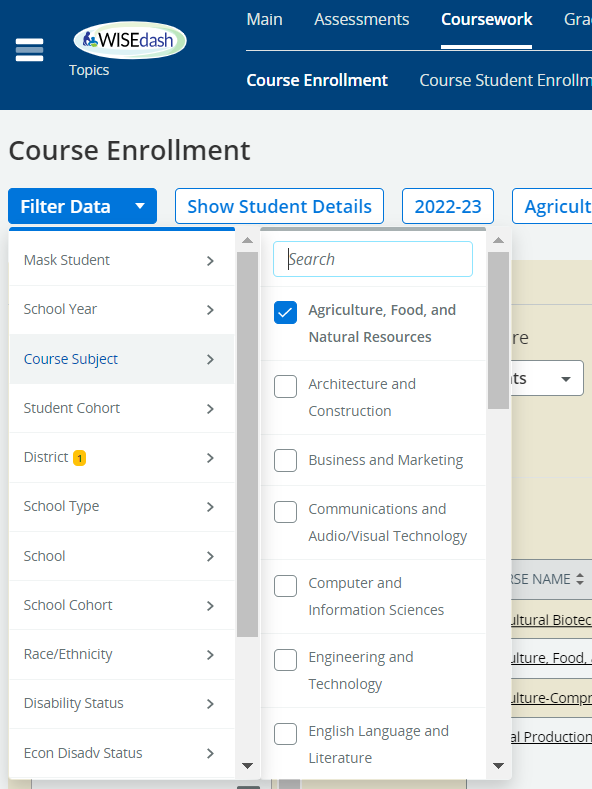 Main Assessments Coursework Gra
WISEdash
Topics
Course Enrollment Course Student Enrollm
Course Enrollment
Filter Data Show Student Details 2022-23 Agricult
Mask Student
School Year
Course Subject
Student Cohort
District 1
School Type
School
School Cohort
Race/Ethnicity
Disability Status
Econ Disadv Status
Search
Agriculture, Food, and
Natural Resources
Architecture and
Construction
Business and Marketing
Communications and
Audio/Visual Technology
Computer and
Information Sciences
Engineering and
Technology
English Language and
Literature
re
ts
RSE NAME
ultural Biotec
ulture, Food,
ulture-Compr
al Production